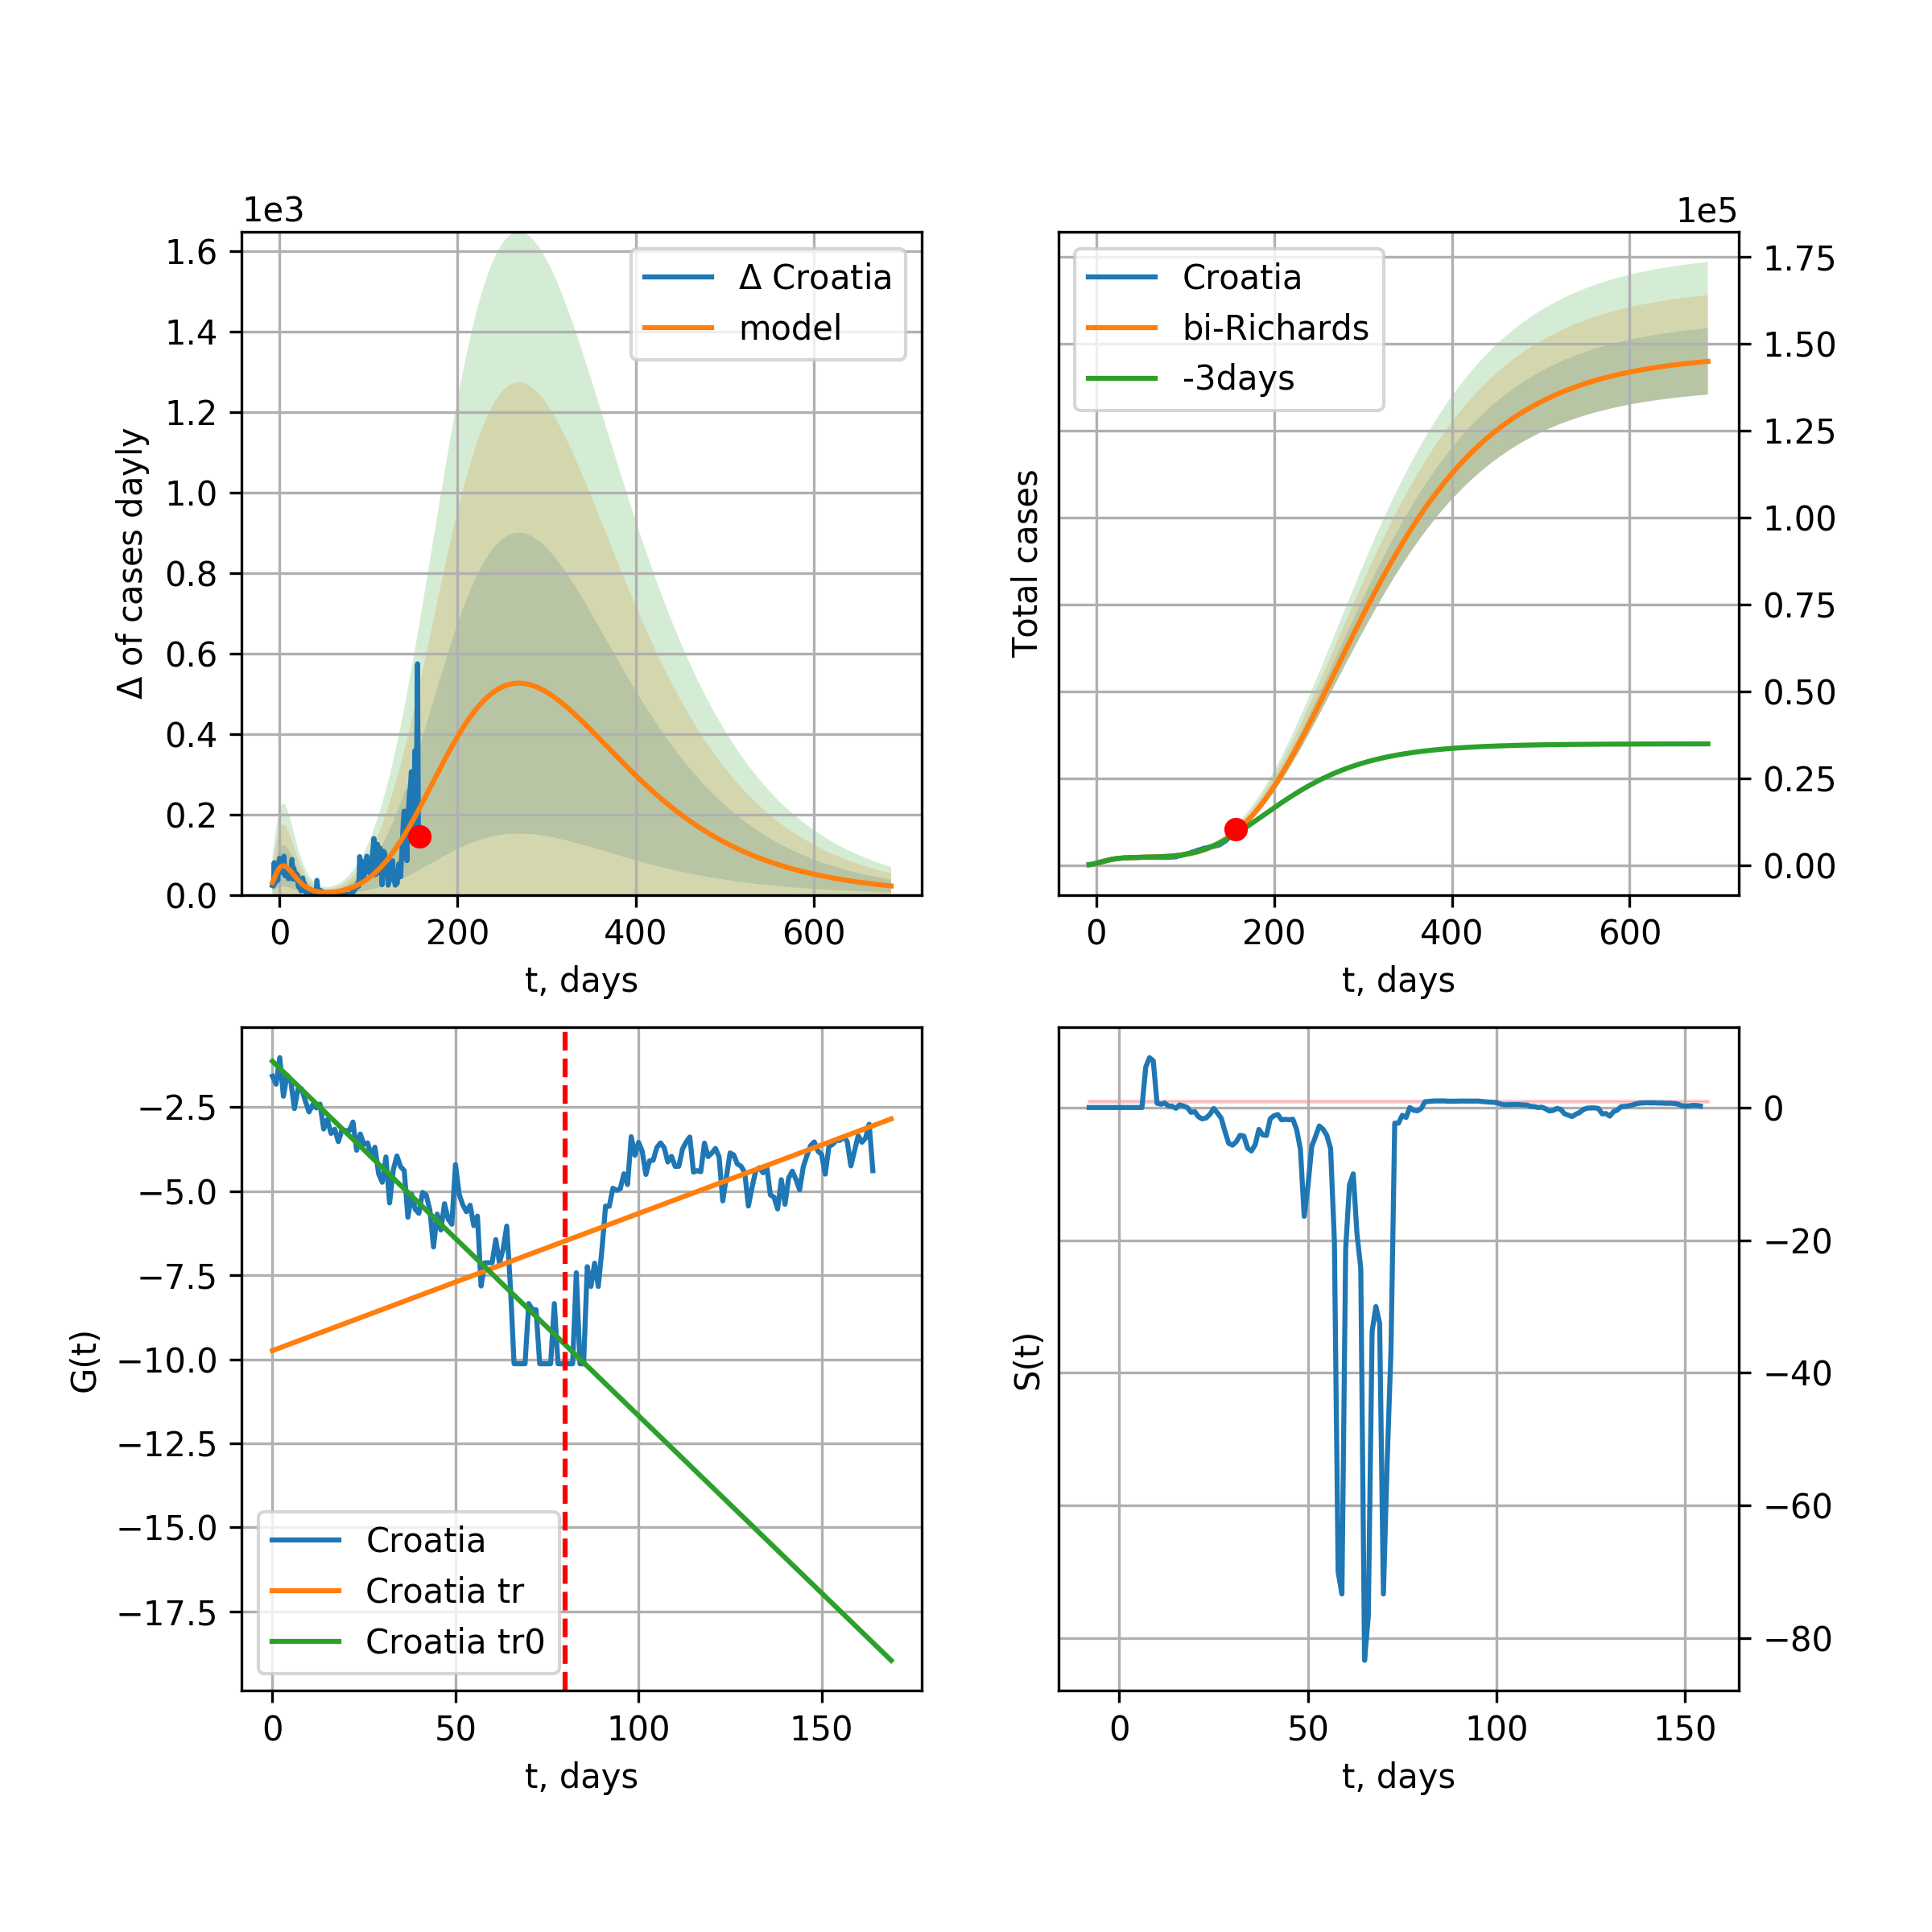 1e3
1.6
1.4
1.2
1.0
0.8
0.6
0.4
0.2
0.0
Δ of cases dayly
Δ Croatia
model
0 200 400 600
t, days
1e5
1.75
1.50
1.25
1.00
0.75
0.50
0.25
0.00
Total cases
Croatia
bi-Richards
-3days
0 200 400 600
t, days
−2.5
−5.0
−7.5
−10.0
−12.5
−15.0
−17.5
G(t)
Croatia
Croatia tr
Croatia tr0
0 50 100 150
t, days
0
−20
−40
−60
−80
S(t)
0 50 100 150
t, days